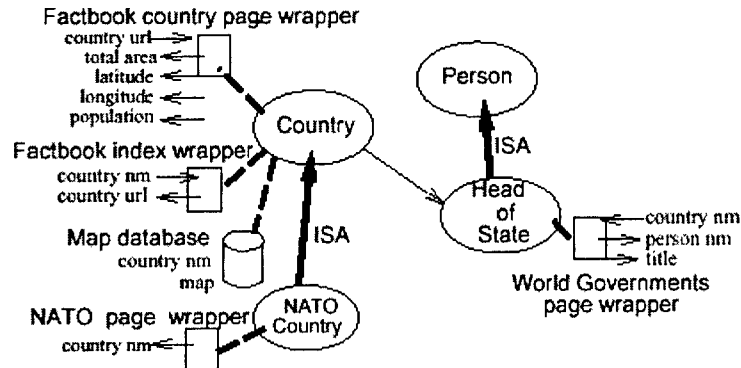 Factbook country page wrapper
country url
total area
latitude
longitude
population
Country
Person
ISA
Factbook index wrapper
country nm
country url
Head
of
State
Map database
country nm
map
ISA
country nm
person nm
title
World Governments
page wrapper
NATO page wrapper
country nm
NATO
Country